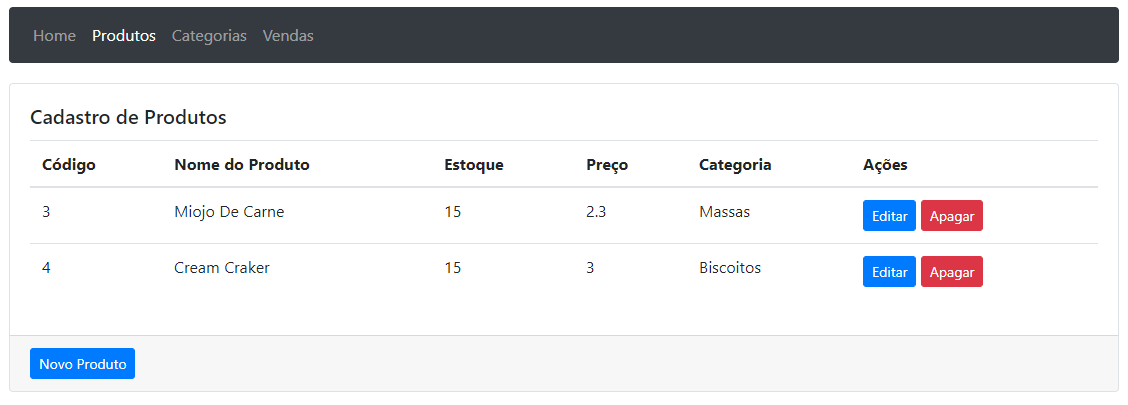 Home Produtos Categorias Vendas
Cadastro de Produtos
Código Nome do Produto Estoque Preço Categoria Ações
3 Miojo De Carne 15 2.3 Massas Editar Apagar
4 Cream Craker 15 3 Biscoitos Editar Apagar
Novo Produto